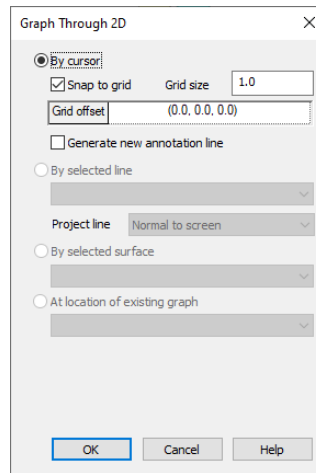 Graph Through 2D
By cursor
Snap to grid Grid size 1.0
Grid offset (0.0, 0.0, 0.0)
Generate new annotation line
By selected line
Project line Normal to screen
By selected surface
At location of existing graph
OK Cancel Help